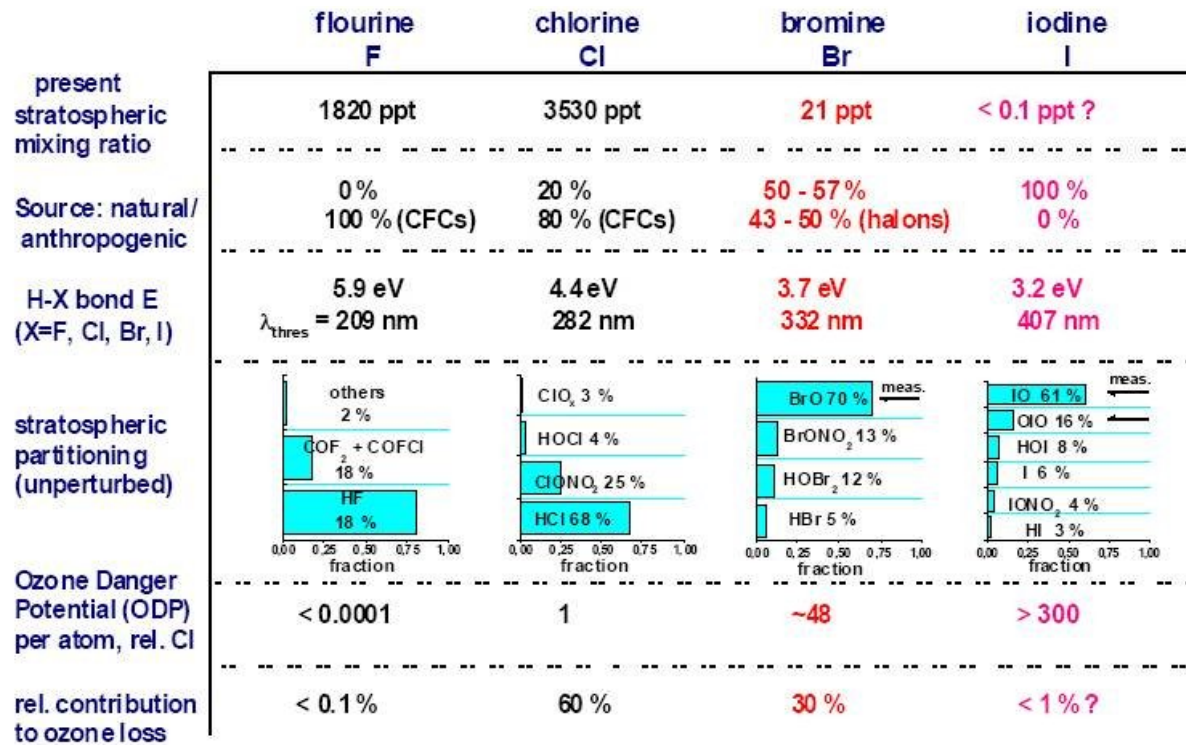 flourine chlorine bromine iodine
F Cl Br I
present
stratospheric
mixing ratio
1820 ppt 3530 ppt 21 ppt < 0.1 ppt ?
Source: natural/
anthropogenic
0 % 20 % 50 - 57 % 100 %
100 % (CFCs) 80 % (CFCs) 43 - 50 % (halons) 0 %
H-X bond E
(X=F, Cl, Br, I)
5.9 eV 4.4 eV 3.7 eV 3.2 eV
λthres = 209 nm 282 nm 332 nm 407 nm
stratospheric
partitioning
(unperturbed)
others
2 %
COF2 + COFCl
18 %
HF
18 %
0,00 0,25 0,50 0,75 1,00
fraction
ClOx 3 %
HOCl 4 %
ClONO2 25 %
HCl 68 %
0,00 0,25 0,50 0,75 1,00
fraction
BrO 70 % meas.
BrONO2 13 %
HOBr2 12 %
HBr 5 %
0,00 0,25 0,50 0,75 1,00
fraction
meas.
IO 61 %
OIO 16 %
HOI 8 %
I 6 %
IONO2 4 %
HI 3 %
0,00 0,25 0,50 0,75 1,00
fraction
Ozone Danger
Potential (ODP)
per atom, rel. Cl
< 0.0001 1 ~48 > 300
rel. contribution
to ozone loss
< 0.1 % 60 % 30 % < 1 % ?